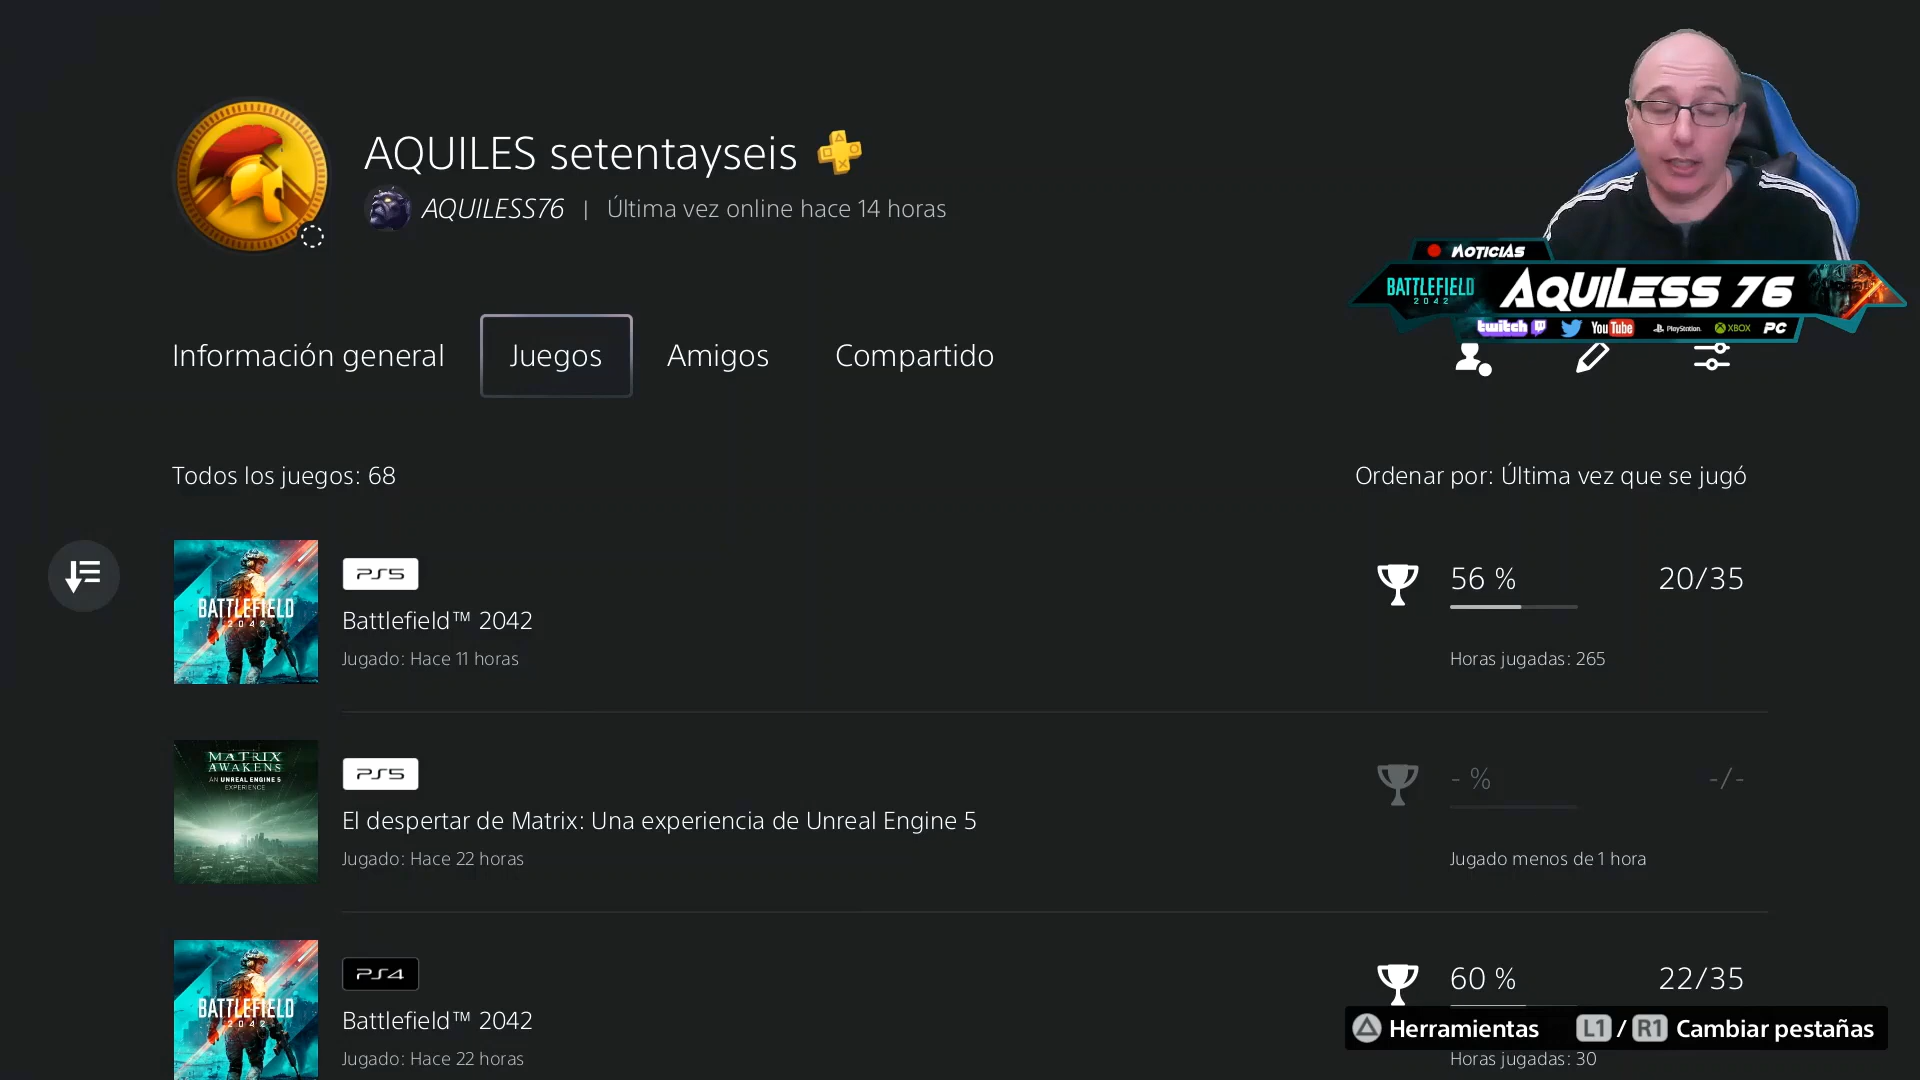 AQUILES setentayseis
AQUILESS76 | Última vez online hace 14 horas
NOTICIAS
BATTLEFIELD
2042
AQUILESS 76
twitch
YouTube
PlayStation
XBOX
PC
Información general
Juegos
Amigos
Compartido
Todos los juegos: 68
Ordenar por: Última vez que se jugó
BATTLEFIELD
2042
PS5
Battlefield™ 2042
Jugado: Hace 11 horas
56 %
20/35
Horas jugadas: 265
MATRIX
AWAKENS
AN UNREAL ENGINE 5
EXPERIENCE
PS5
El despertar de Matrix: Una experiencia de Unreal Engine 5
Jugado: Hace 22 horas
- %
-/-
Jugado menos de 1 hora
BATTLEFIELD
2042
PS4
Battlefield™ 2042
Jugado: Hace 22 horas
60 %
22/35
Herramientas
L1 / R1 Cambiar pestañas
Horas jugadas: 30